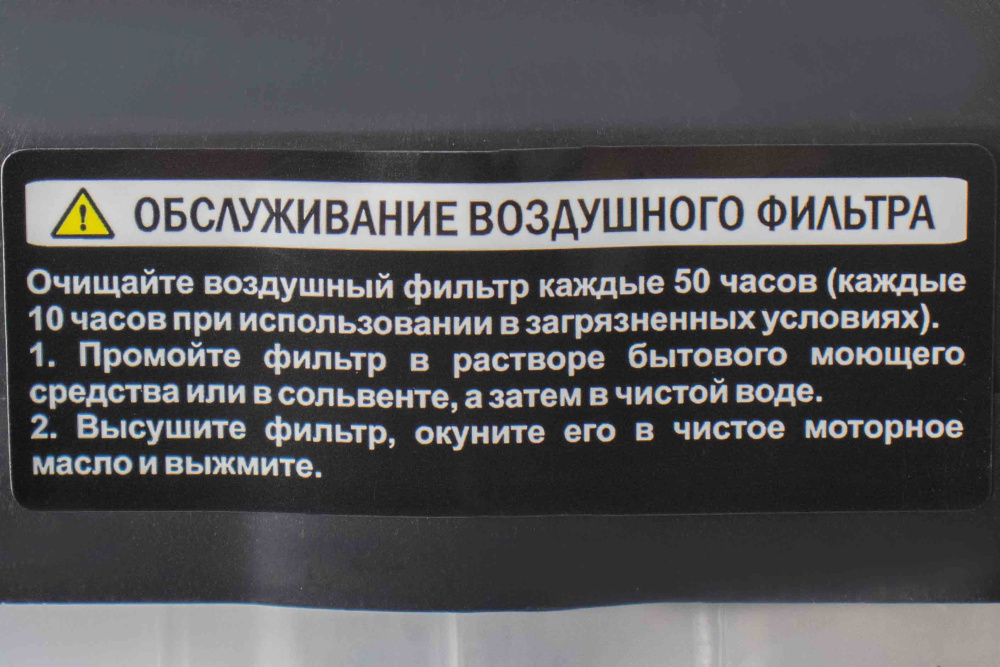 ОБСЛУЖИВАНИЕ ВОЗДУШНОГО ФИЛЬТРА
Очищайте воздушный фильтр каждые 50 часов (каждые
10 часов при использовании в загрязненных условиях).
1. Промойте фильтр в растворе бытового моющего
средства или в сольвенте, а затем в чистой воде.
2. Высушите фильтр, окуните его в чистое моторное
масло и выжмите.